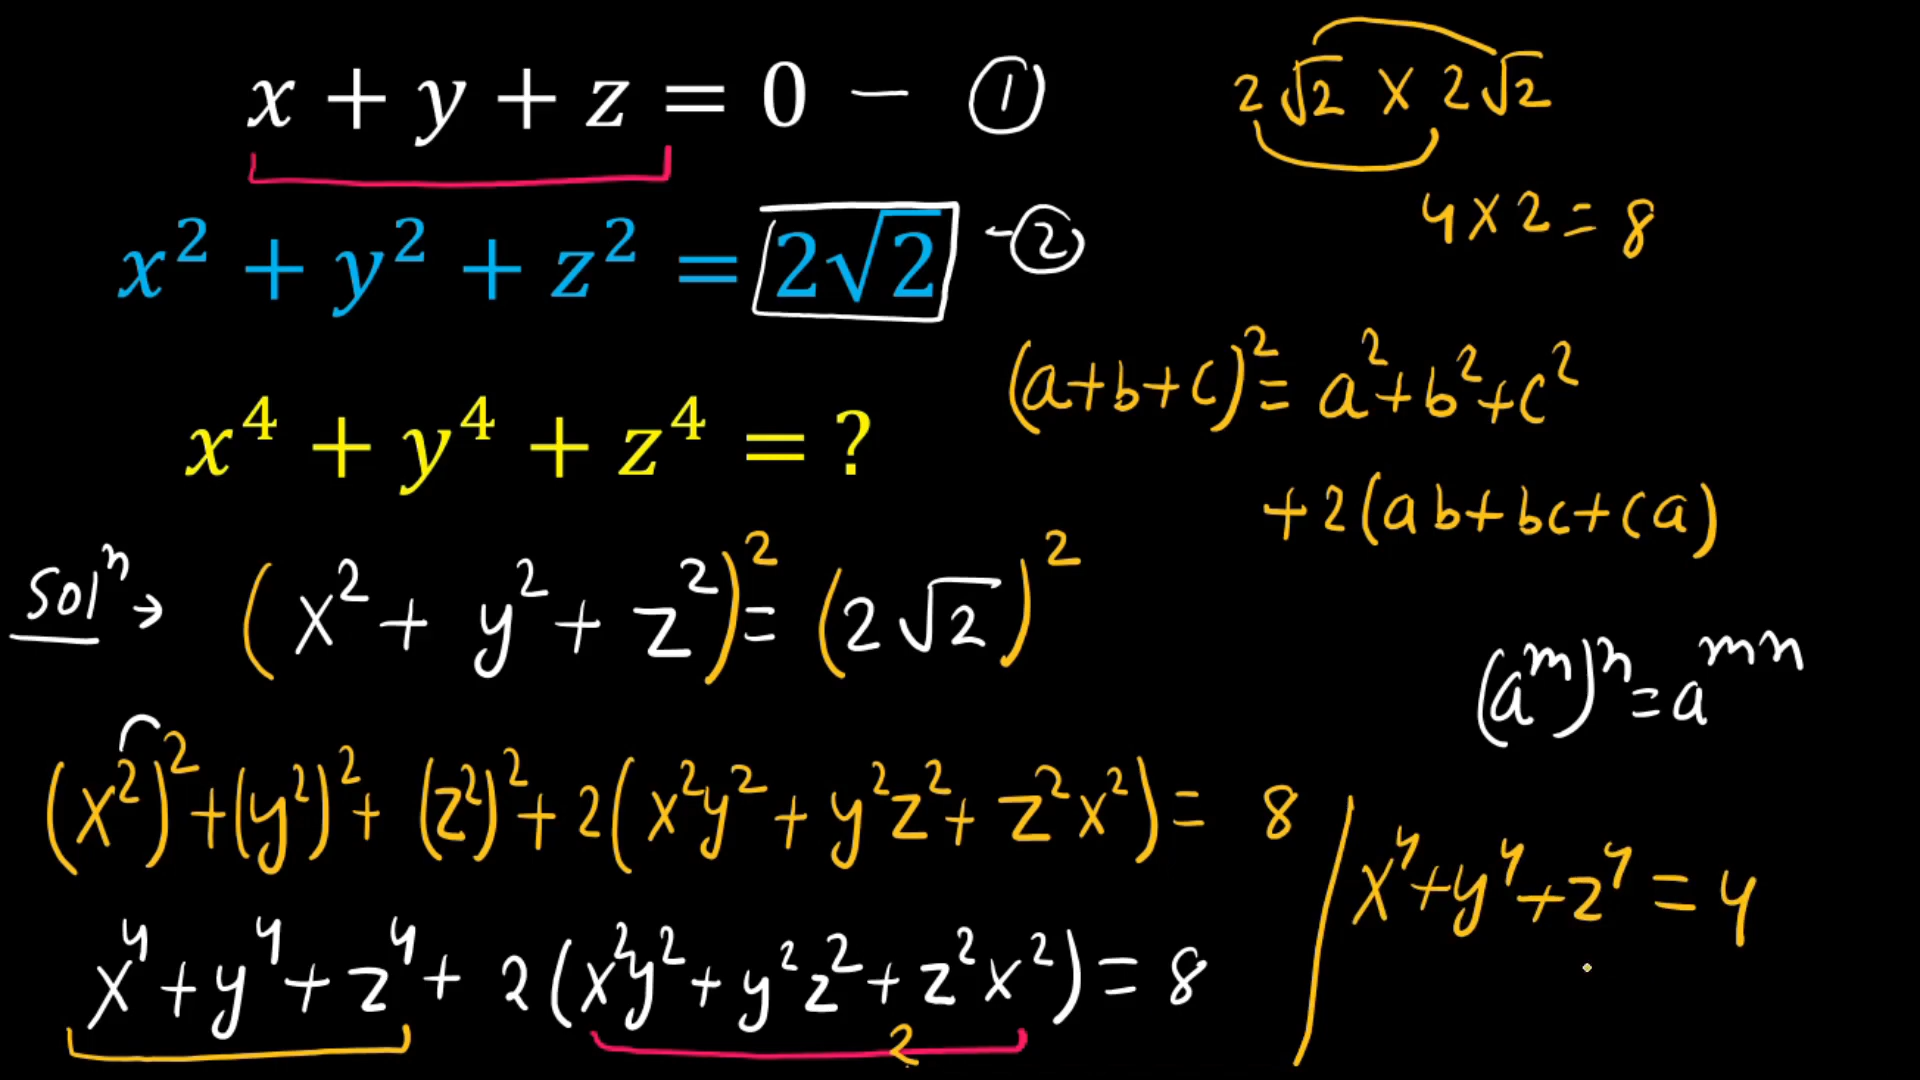 x + y + z = 0 — ①
x² + y² + z² = 2√2 - ②
x⁴ + y⁴ + z⁴ = ?
2√2 × 2√2
4 × 2 = 8
(a+b+c)² = a² + b² + c²
+ 2(ab + bc + ca)
Solⁿ → (x² + y² + z²)² = (2√2)²
(aᵐ)ⁿ = aᵐⁿ
(x²)² + (y²)² + (z²)² + 2(x²y² + y²z² + z²x²) = 8
x⁴ + y⁴ + z⁴ + 2(x²y² + y²z² + z²x²) = 8
2
x⁴ + y⁴ + z⁴ = 4